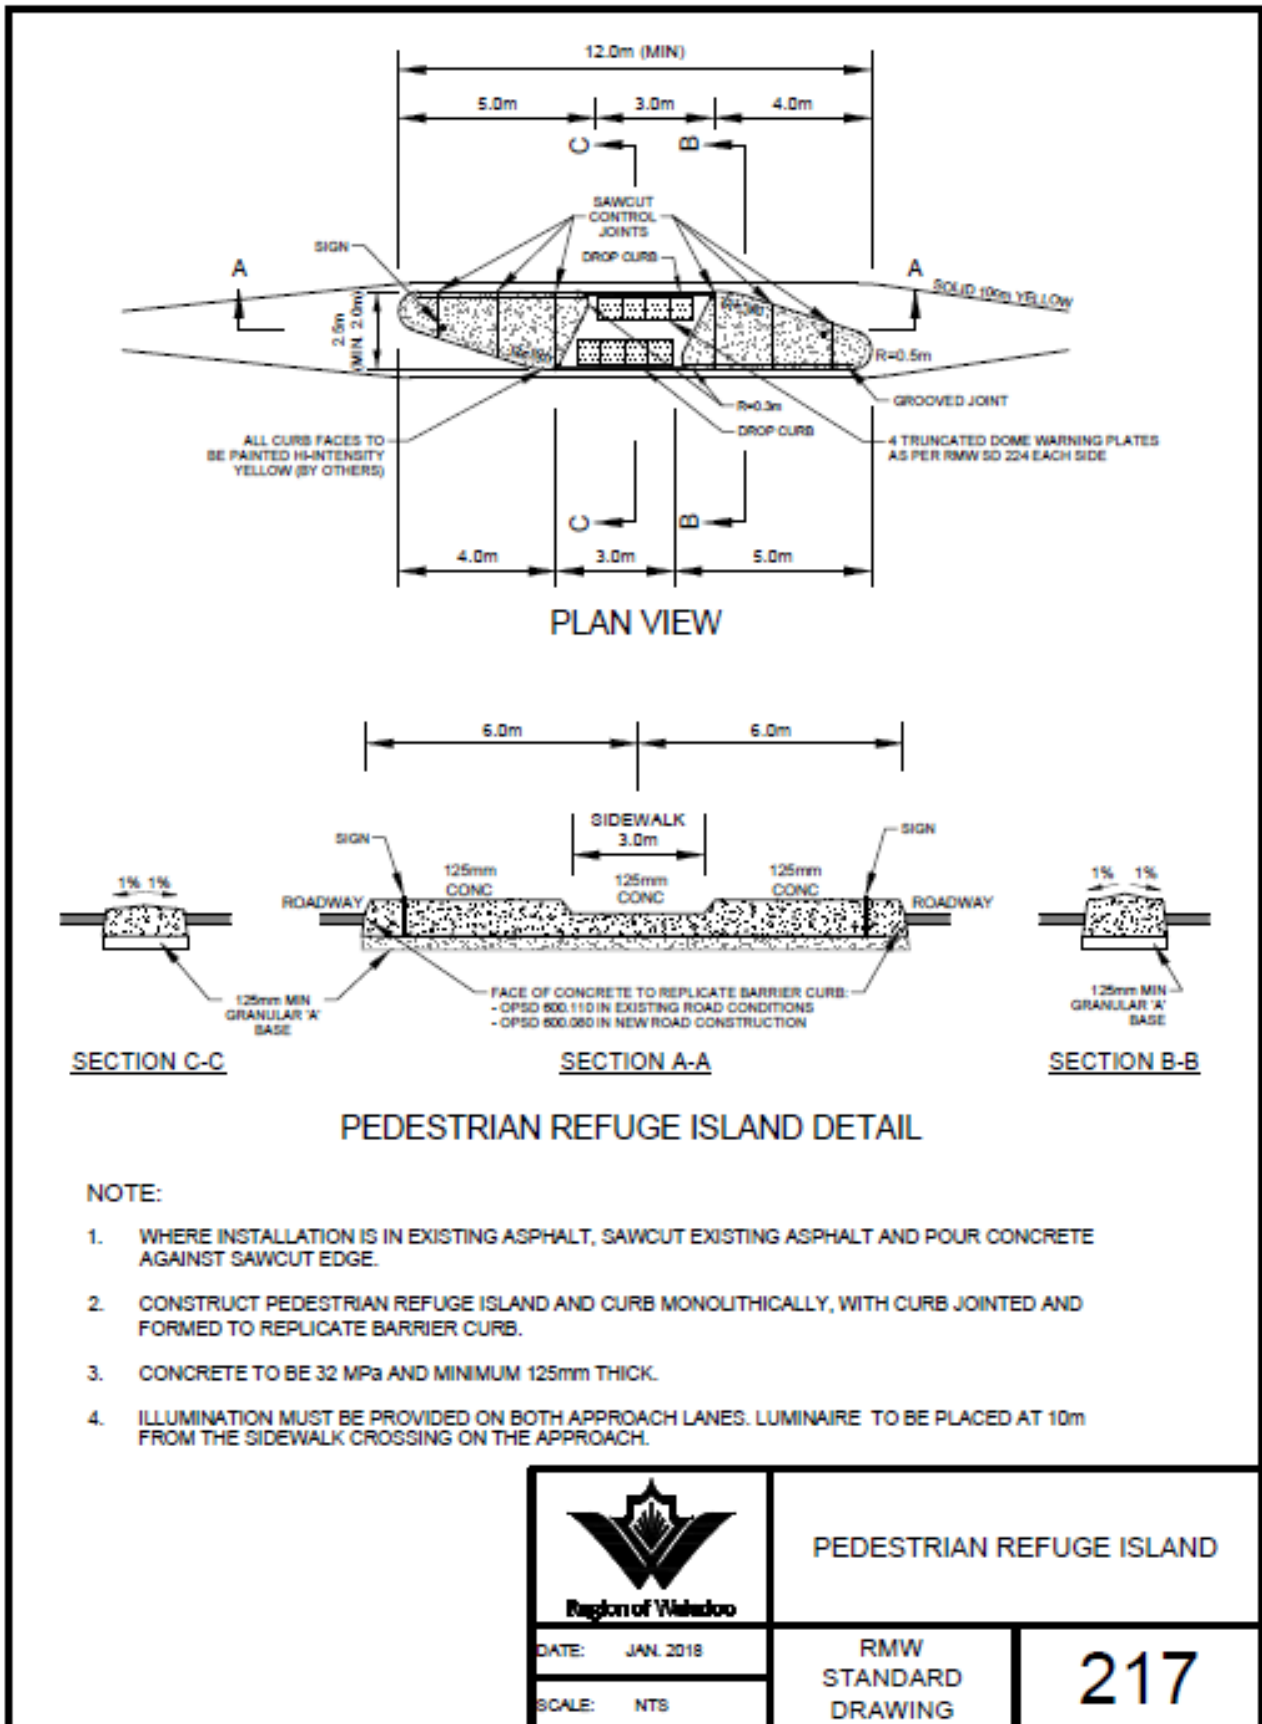 12.0m (MIN)
5.0m
3.0m
4.0m
C
B
SAWCUT
CONTROL
JOINTS
SIGN
DROP CURB
A
A
SOLID 100m YELLOW
2.5m
(MIN. 2.0m)
R=0.5m
GROOVED JOINT
R=0.3m
DROP CURB
ALL CURB FACES TO
BE PAINTED HI-INTENSITY
YELLOW (BY OTHERS)
4 TRUNCATED DOME WARNING PLATES
AS PER RMW SD 224 EACH SIDE
C
B
4.0m
3.0m
5.0m
PLAN VIEW
6.0m
6.0m
SIDEWALK
3.0m
SIGN
SIGN
125mm
CONC
125mm
CONC
125mm
CONC
1% 1%
1% 1%
ROADWAY
ROADWAY
125mm MIN
GRANULAR 'A'
BASE
FACE OF CONCRETE TO REPLICATE BARRIER CURB:
- OPSD 600.110 IN EXISTING ROAD CONDITIONS
- OPSD 600.060 IN NEW ROAD CONSTRUCTION
125mm MIN
GRANULAR 'A'
BASE
SECTION C-C
SECTION A-A
SECTION B-B
PEDESTRIAN REFUGE ISLAND DETAIL
NOTE:
1. WHERE INSTALLATION IS IN EXISTING ASPHALT, SAWCUT EXISTING ASPHALT AND POUR CONCRETE
AGAINST SAWCUT EDGE.
2. CONSTRUCT PEDESTRIAN REFUGE ISLAND AND CURB MONOLITHICALLY, WITH CURB JOINTED AND
FORMED TO REPLICATE BARRIER CURB.
3. CONCRETE TO BE 32 MPa AND MINIMUM 125mm THICK.
4. ILLUMINATION MUST BE PROVIDED ON BOTH APPROACH LANES. LUMINAIRE TO BE PLACED AT 10m
FROM THE SIDEWALK CROSSING ON THE APPROACH.
Region of Waterloo
PEDESTRIAN REFUGE ISLAND
DATE: JAN. 2018
SCALE: NTS
RMW
STANDARD
DRAWING
217